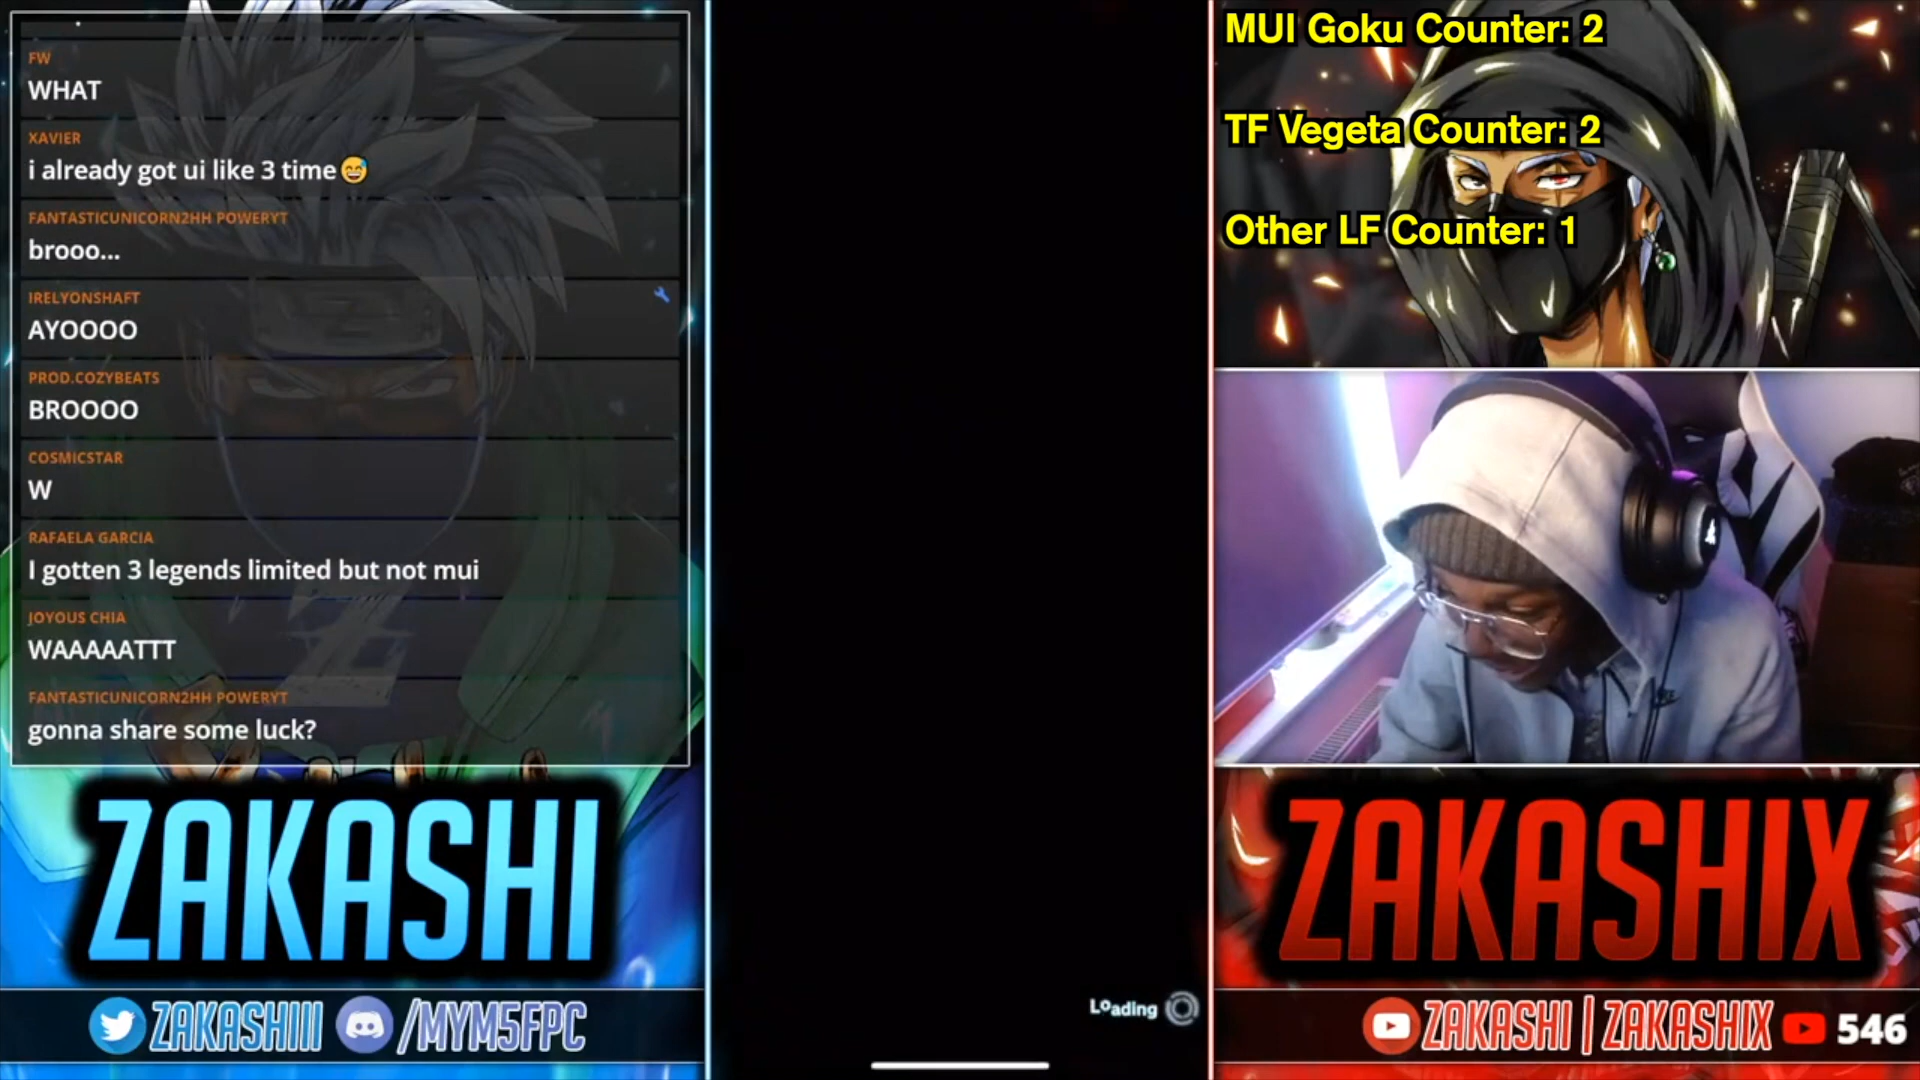 FW
WHAT
XAVIER
i already got ui like 3 time😅
FANTASTICUNICORN2HH POWERYT
brooo...
IRELYONSHAFT
AYOOOO
PROD.COZYBEATS
BROOOO
COSMICSTAR
W
RAFAELA GARCIA
I gotten 3 legends limited but not mui
JOYOUS CHIA
WAAAAATTT
FANTASTICUNICORN2HH POWERYT
gonna share some luck?
ZAKASHI
ZAKASHIII /MYM5FPC
Loading
MUI Goku Counter: 2
TF Vegeta Counter: 2
Other LF Counter: 1
ZAKASHIX
ZAKASHI | ZAKASHIX 546